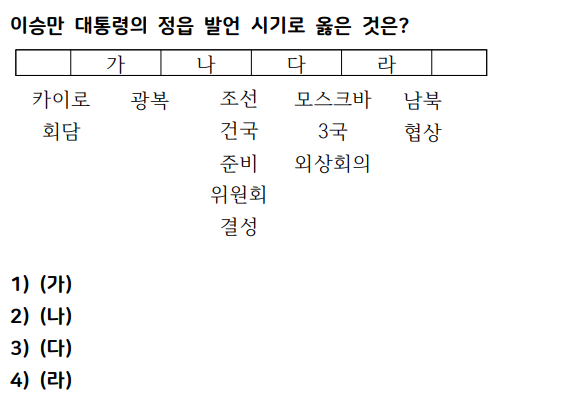 이승만 대통령의 정읍 발언 시기로 옳은 것은?
가 나 다 라
카이로 광복 조선 모스크바 남북
회담 건국 3국 협상
준비 외상회의
위원회
결성
1) (가)
2) (나)
3) (다)
4) (라)